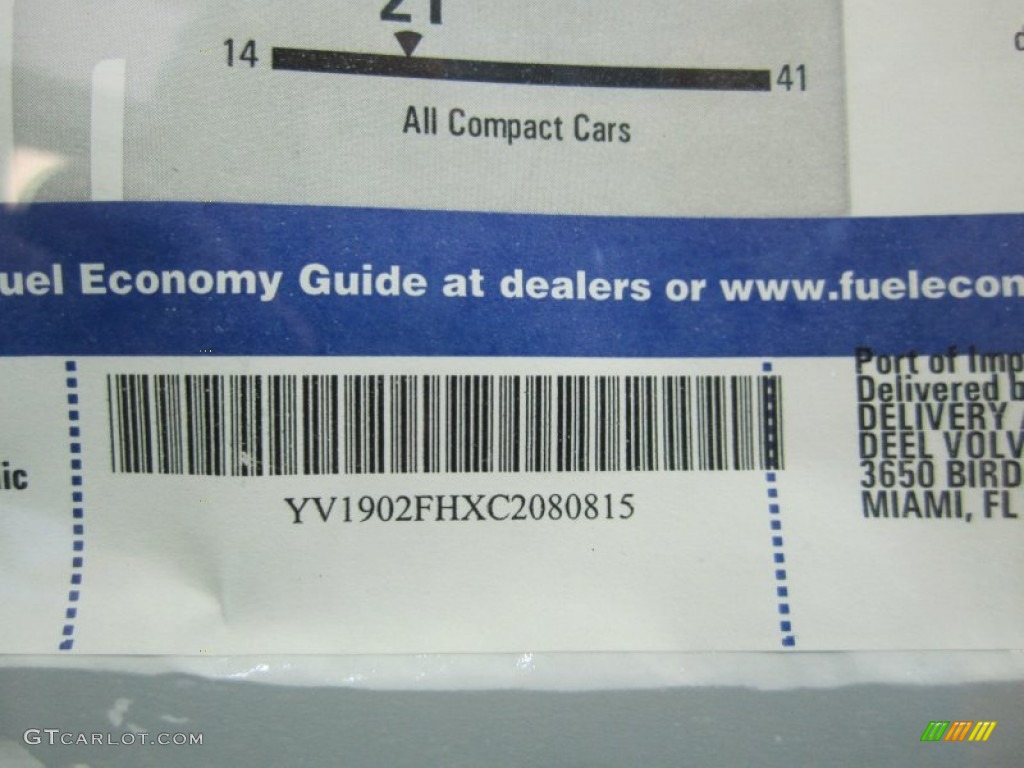 21
14
41
All Compact Cars
uel Economy Guide at dealers or www.fuelecon
ic
YV1902FHXC2080815
Port of Imp
Delivered b
DELIVERY
DEEL VOLV
3650 BIRD
MIAMI, FL
GTCARLOT.COM